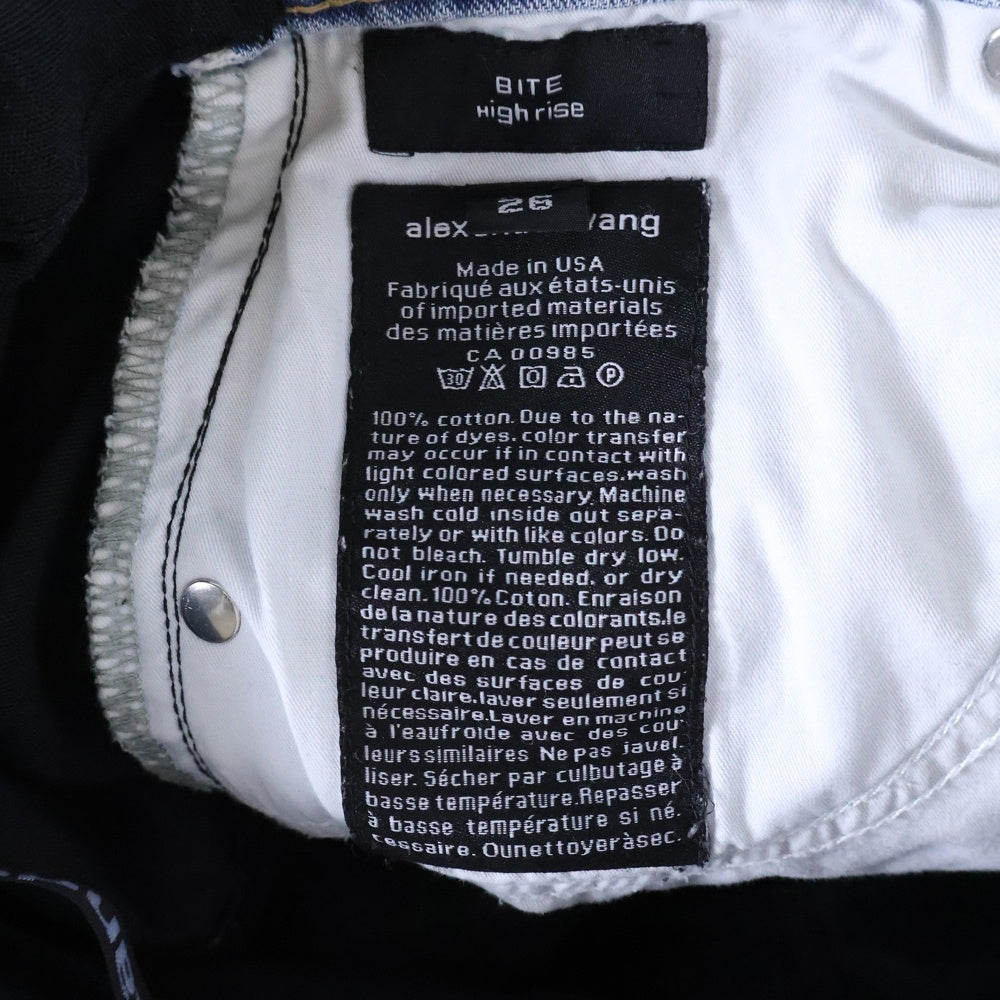 BITE
High rise
26
Made in USA
Fabriqué aux états-unis
of imported materials
des matières importées
CA 00985
30 P
100% cotton. Due to the na-
ture of dyes. color transfer
may occur if in contact with
light colored surfaces.wash
only when necessary. Machine
wash cold inside out sepa-
rately or with like colors. Do
not bleach. Tumble dry low.
Cool iron if needed. or dry
clean.100% Coton. Enraison
de la nature des colorants.le
transfert de couleur peut se
produire en cas de contact
avec des surfaces de cou-
leur claire.laver seulement si
nécessaire.Laver en machine
à l'eaufroide avec des cou-
leurs similaires Ne pas javel-
liser. Sécher par culbutage à
basse température.Repasser
à basse température si né-
cessaire. Ounettoyeràsec.